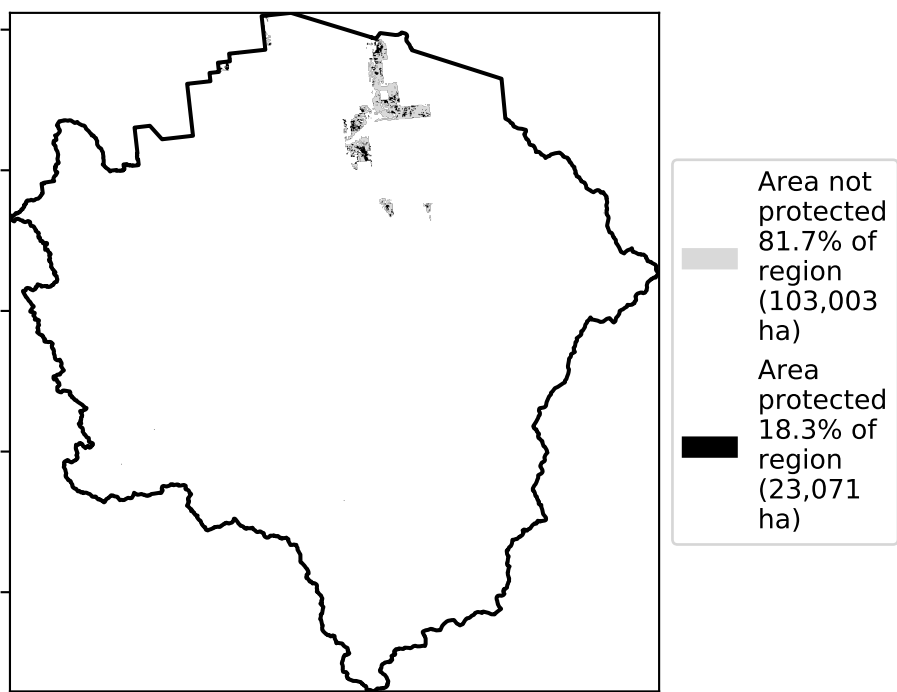 Area not
protected
81.7% of
region
(103,003
ha)
Area
protected
18.3% of
region
(23,071
ha)